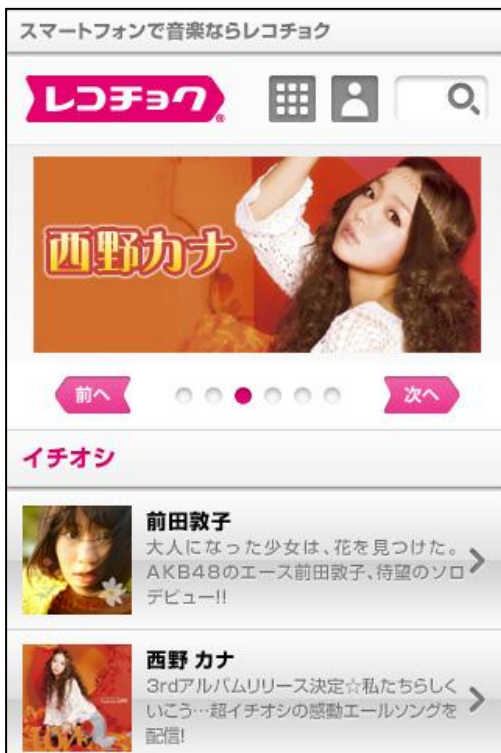 スマートフォンで音楽ならレコチョク
レコチョク®
西野カナ
前へ
次へ
イチオシ
前田敦子
大人になった少女は、花を見つけた。
AKB48のエース前田敦子、待望のソロ
デビュー!!
西野 カナ
3rdアルバムリリース決定☆私たちらしく
いこう…超イチオシの感動エールソングを
配信!